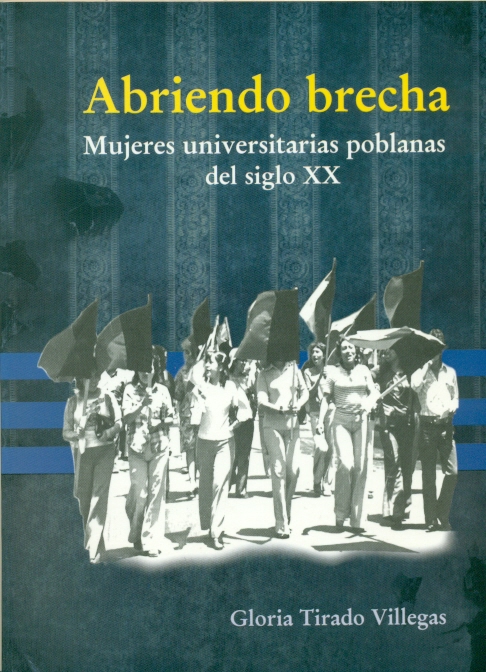 Abriendo brecha
Mujeres universitarias poblanas
del siglo XX
Gloria Tirado Villegas